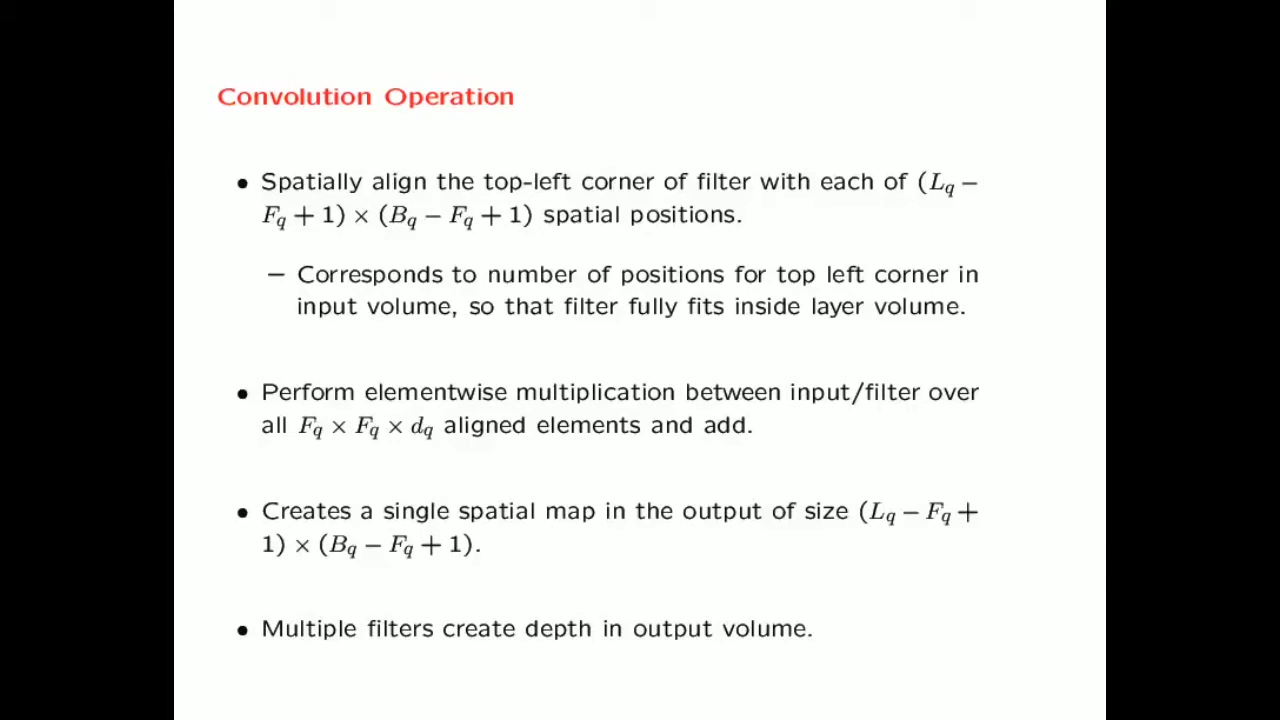 Convolution Operation
• Spatially align the top-left corner of filter with each of (L_q −
F_q + 1) × (B_q − F_q + 1) spatial positions.
– Corresponds to number of positions for top left corner in
input volume, so that filter fully fits inside layer volume.
• Perform elementwise multiplication between input/filter over
all F_q × F_q × d_q aligned elements and add.
• Creates a single spatial map in the output of size (L_q − F_q +
1) × (B_q − F_q + 1).
• Multiple filters create depth in output volume.